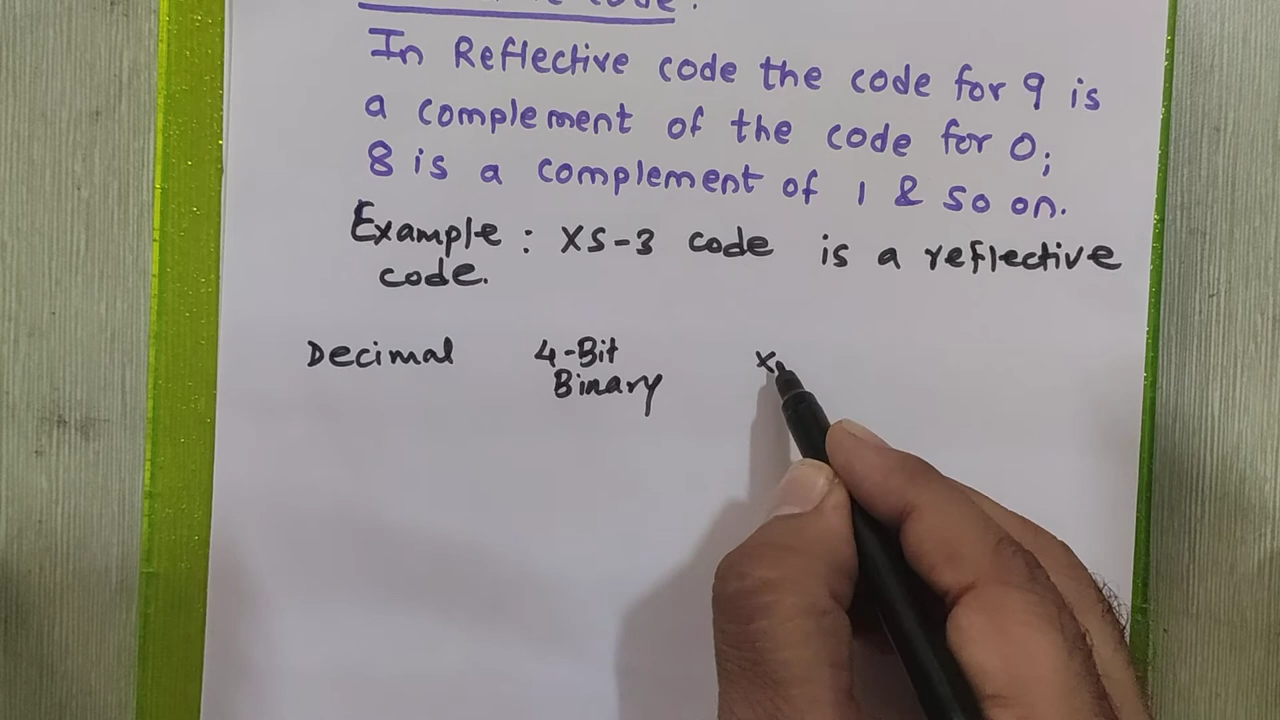 code:
In Reflective code the code for 9 is
a complement of the code for 0;
8 is a complement of 1 & so on.
Example: XS-3 code is a reflective
code.
Decimal 4-Bit X
Binary